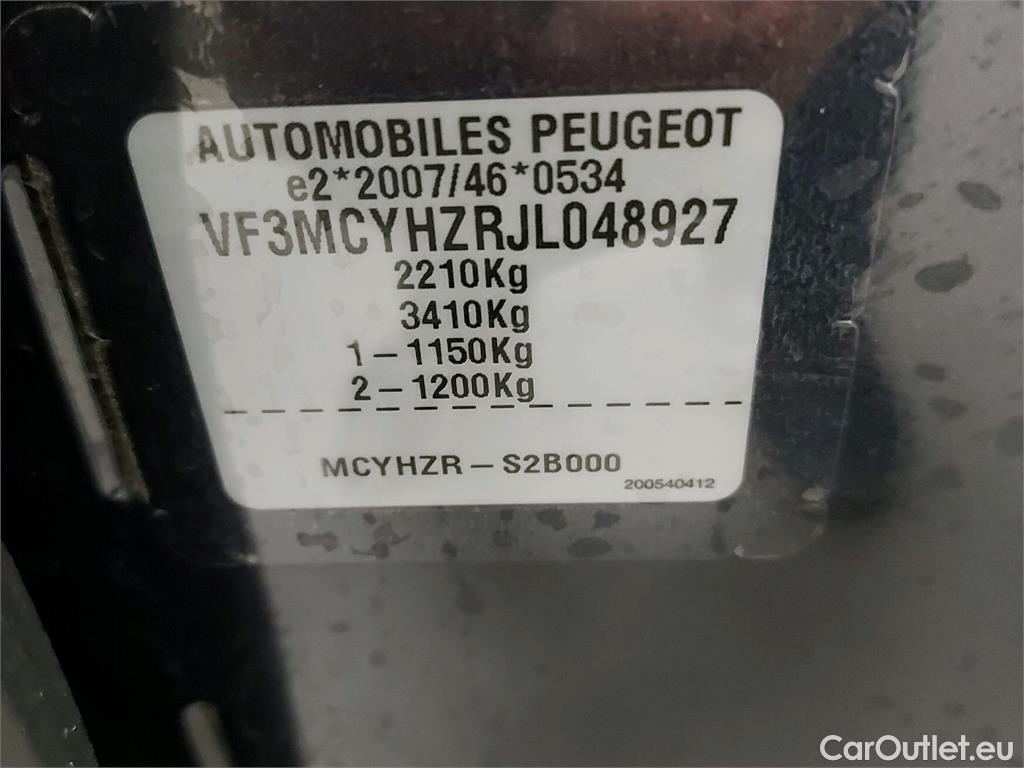 AUTOMOBILES PEUGEOT
e2*2007/46*0534
VF3MCYHZRJL048927
2210Kg
3410Kg
1-1150Kg
2-1200Kg
MCYHZR-S2B000
200540412
CarOutlet.eu